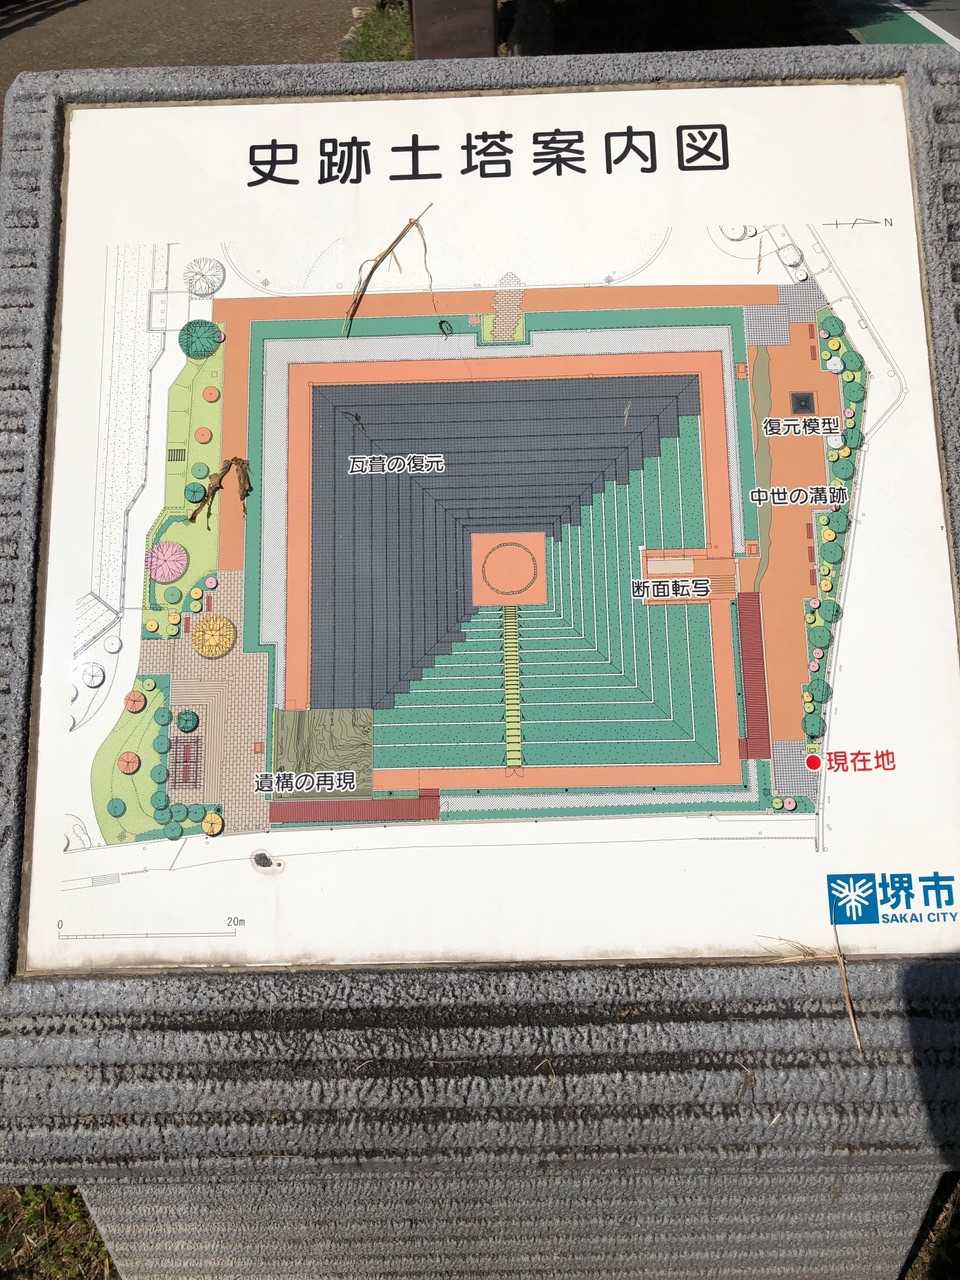 史跡土塔案内図
N
復元模型
瓦葺の復元
中世の溝跡
断面転写
現在地
遺構の再現
0 20m
堺市
SAKAI CITY